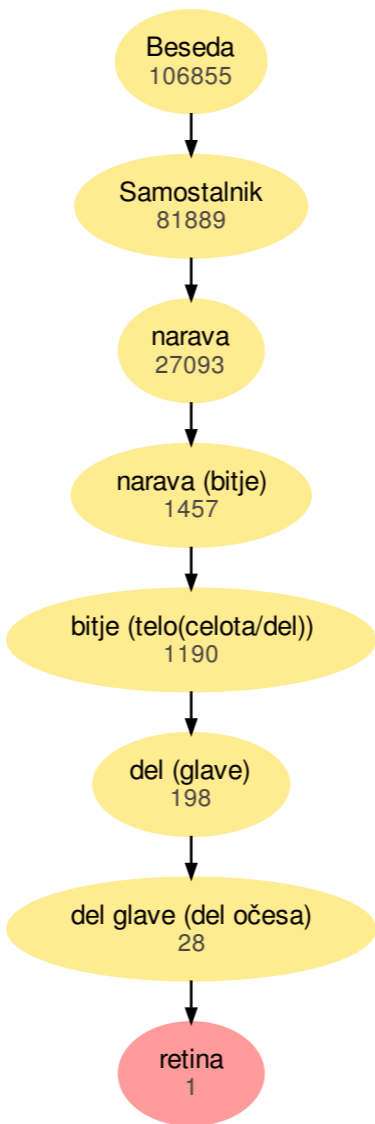 Beseda
106855
Samostalnik
81889
narava
27093
narava (bitje)
1457
bitje (telo(celota/del))
1190
del (glave)
198
del glave (del očesa)
28
retina
1